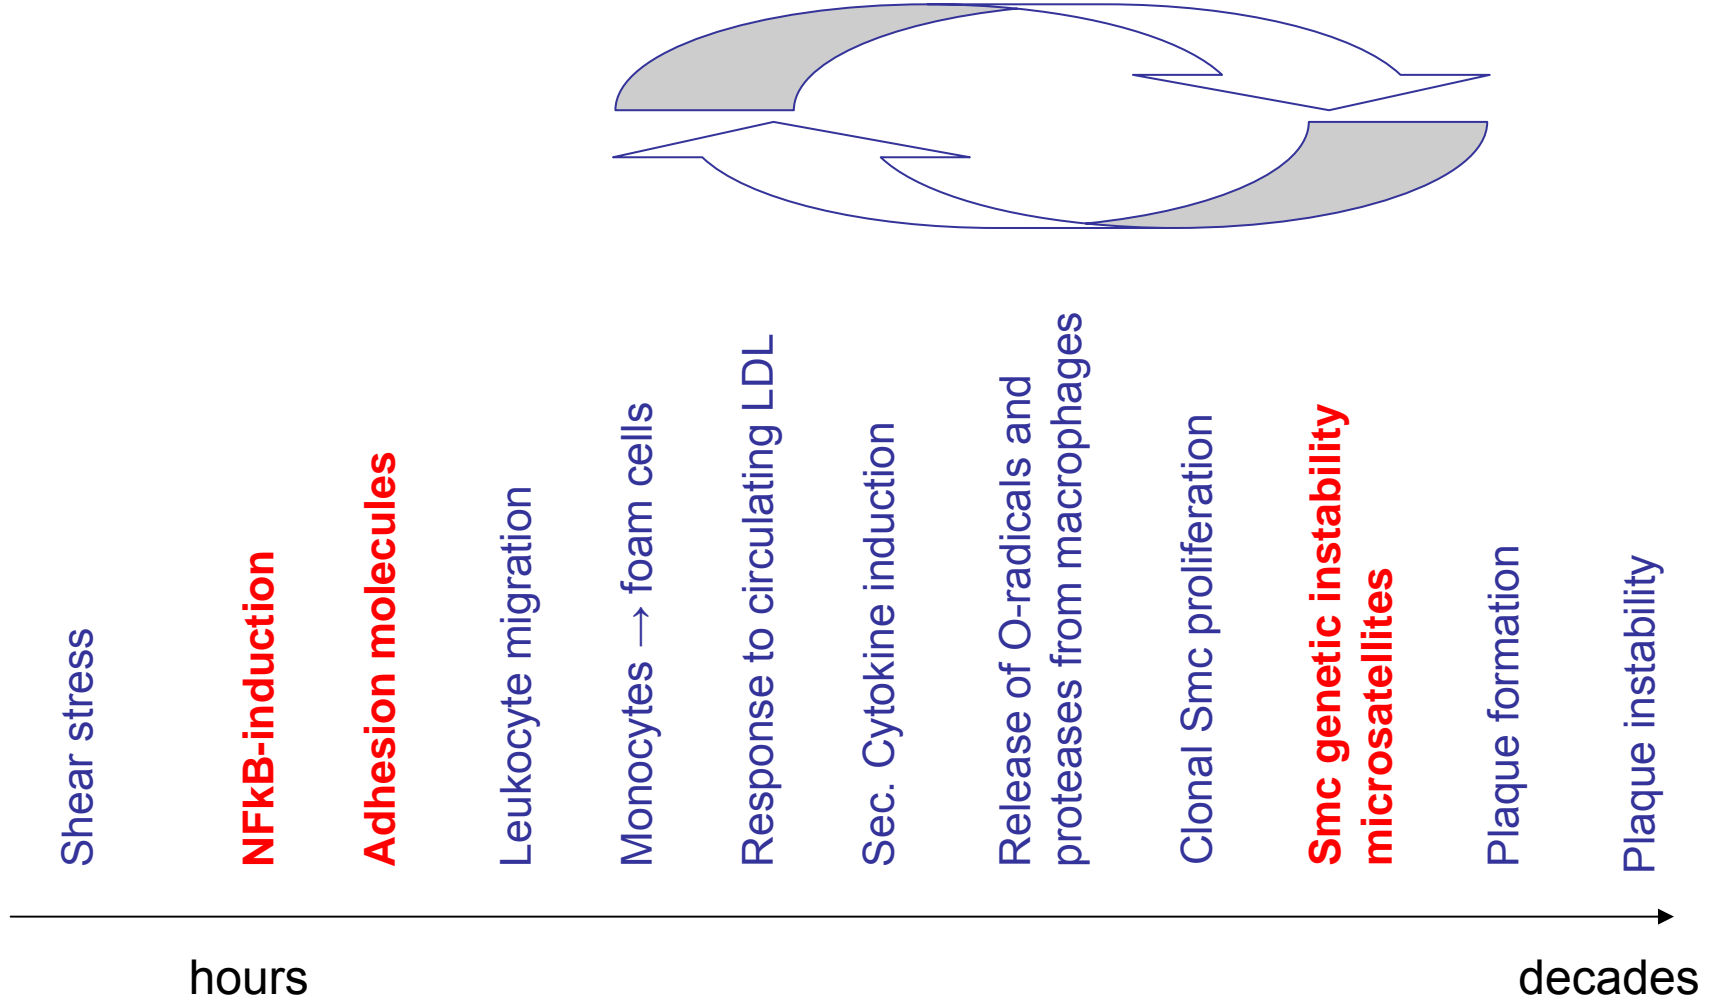 Shear stress
NFkB-induction
Adhesion molecules
Leukocyte migration
Monocytes → foam cells
Response to circulating LDL
Sec. Cytokine induction
Release of O-radicals and
proteases from macrophages
Clonal Smc proliferation
Smc genetic instability
microsatellites
Plaque formation
Plaque instability
hours
decades